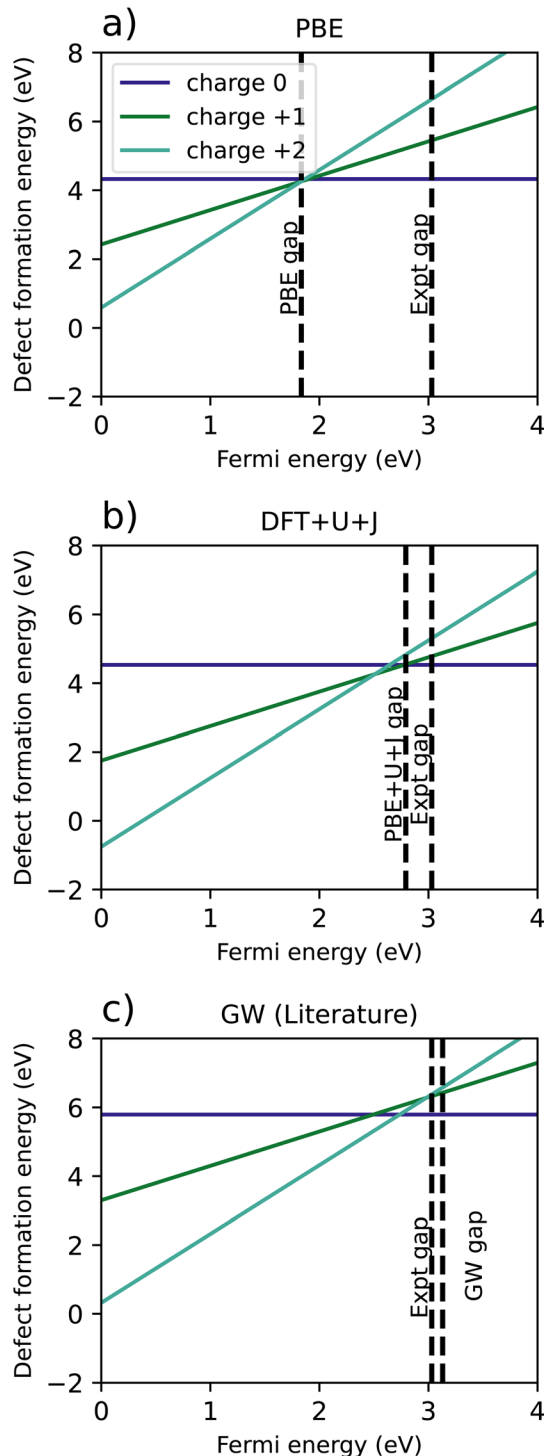 a)
PBE
Defect formation energy (eV)
8
6
4
2
0
−2
charge 0
charge +1
charge +2
PBE gap
Expt gap
0
1
2
3
4
Fermi energy (eV)
b)
DFT+U+J
Defect formation energy (eV)
8
6
4
2
0
−2
PBE+U+J gap
Expt gap
0
1
2
3
4
Fermi energy (eV)
c)
GW (Literature)
Defect formation energy (eV)
8
6
4
2
0
−2
Expt gap
GW gap
0
1
2
3
4
Fermi energy (eV)